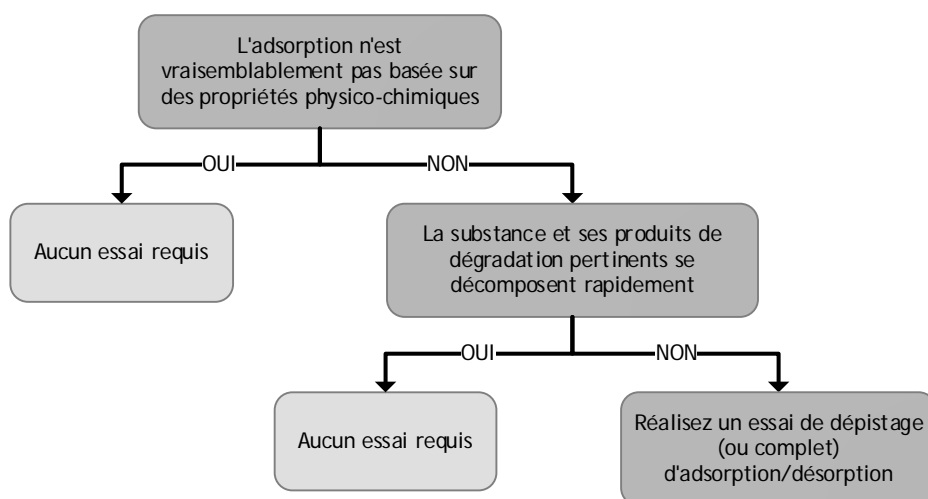 L'adsorption n'est
vraisemblablement pas basée sur
des propriétés physico-chimiques
OUI
NON
Aucun essai requis
La substance et ses produits de
dégradation pertinents se
décomposent rapidement
OUI
NON
Aucun essai requis
Réalisez un essai de dépistage
(ou complet)
d'adsorption/désorption